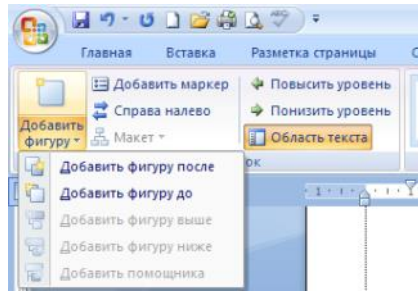 Главная Вставка Разметка страницы
Добавить маркер Повысить уровень
Справа налево Понизить уровень
Добавить фигуру Макет Область текста
Добавить фигуру после
Добавить фигуру до
Добавить фигуру выше
Добавить фигуру ниже
Добавить помощника